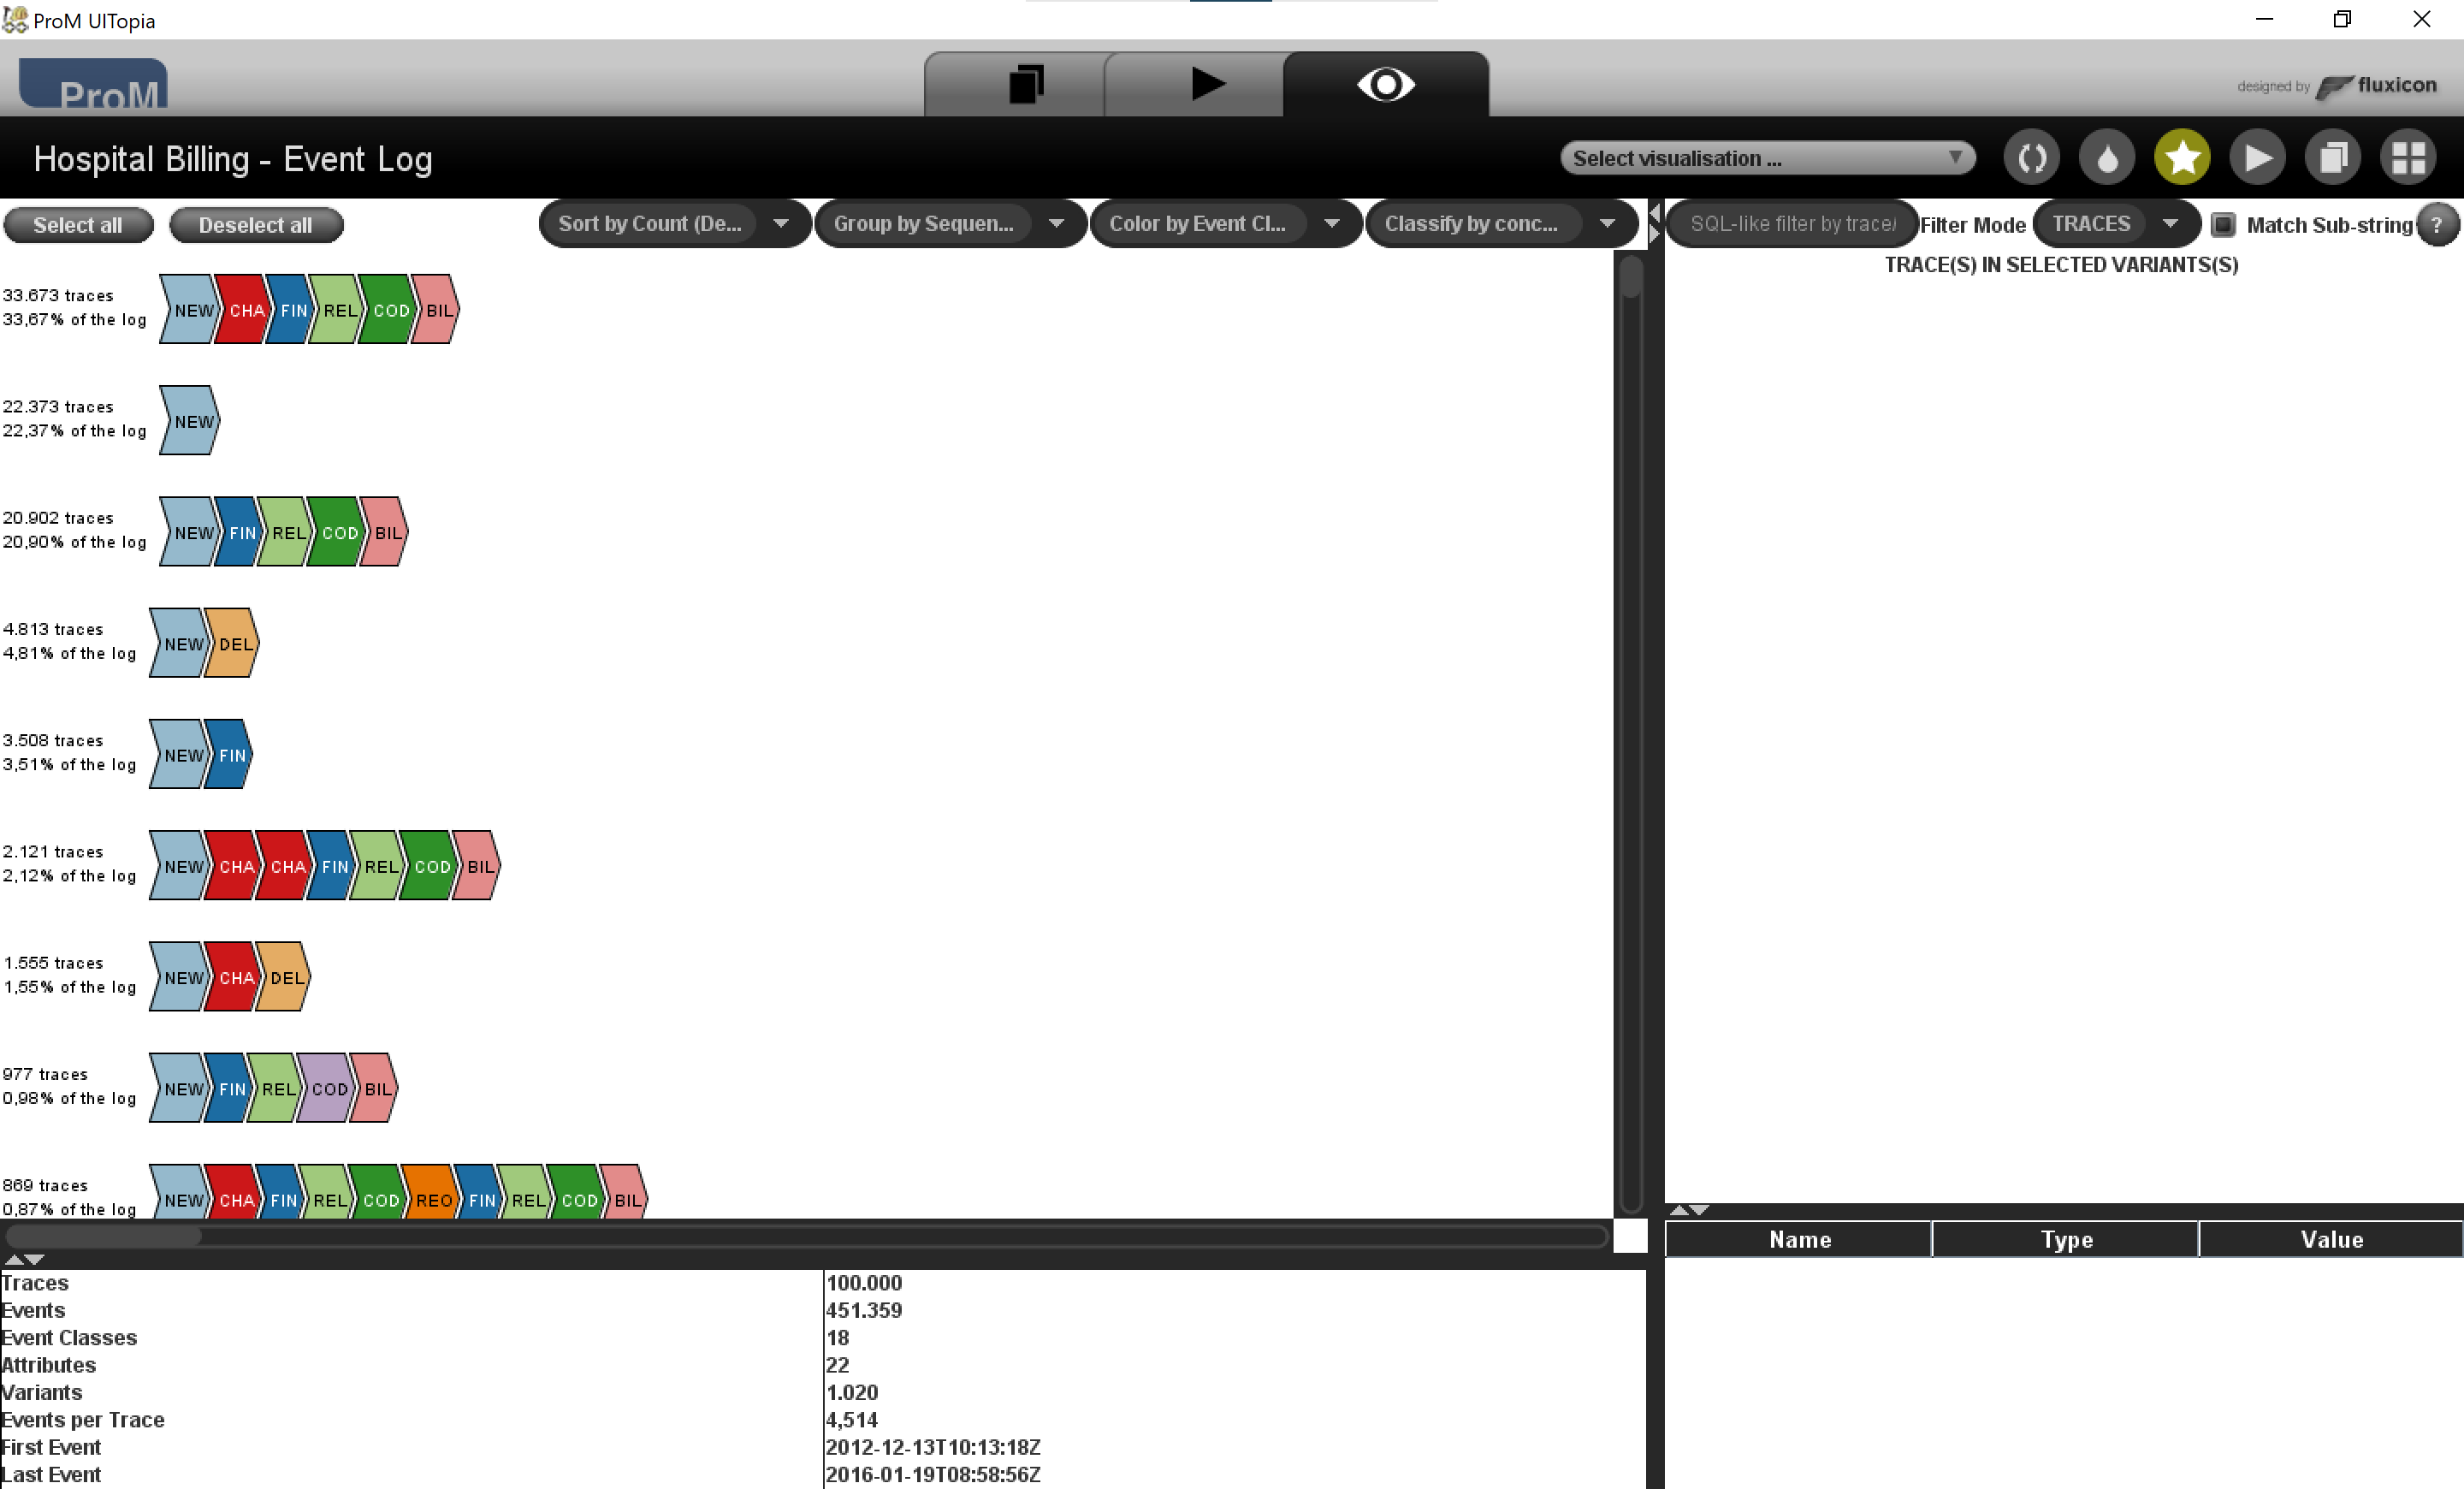 ProM UITopia
ProM
designed by fluxicon
Hospital Billing - Event Log
Select visualisation ...
Select all
Deselect all
Sort by Count (De...
Group by Sequen...
Color by Event Cl...
Classify by conc...
SQL-like filter by trace/
Filter Mode
TRACES
Match Sub-string
?
TRACE(S) IN SELECTED VARIANTS(S)
33.673 traces
33,67% of the log
NEW CHA FIN REL COD BIL
22.373 traces
22,37% of the log
NEW
20.902 traces
20,90% of the log
NEW FIN REL COD BIL
4.813 traces
4,81% of the log
NEW DEL
3.508 traces
3,51% of the log
NEW FIN
2.121 traces
2,12% of the log
NEW CHA CHA FIN REL COD BIL
1.555 traces
1,55% of the log
NEW CHA DEL
977 traces
0,98% of the log
NEW FIN REL COD BIL
869 traces
0,87% of the log
NEW CHA FIN REL COD REO FIN REL COD BIL
Name Type Value
Traces 100.000
Events 451.359
Event Classes 18
Attributes 22
Variants 1.020
Events per Trace 4,514
First Event 2012-12-13T10:13:18Z
Last Event 2016-01-19T08:58:56Z